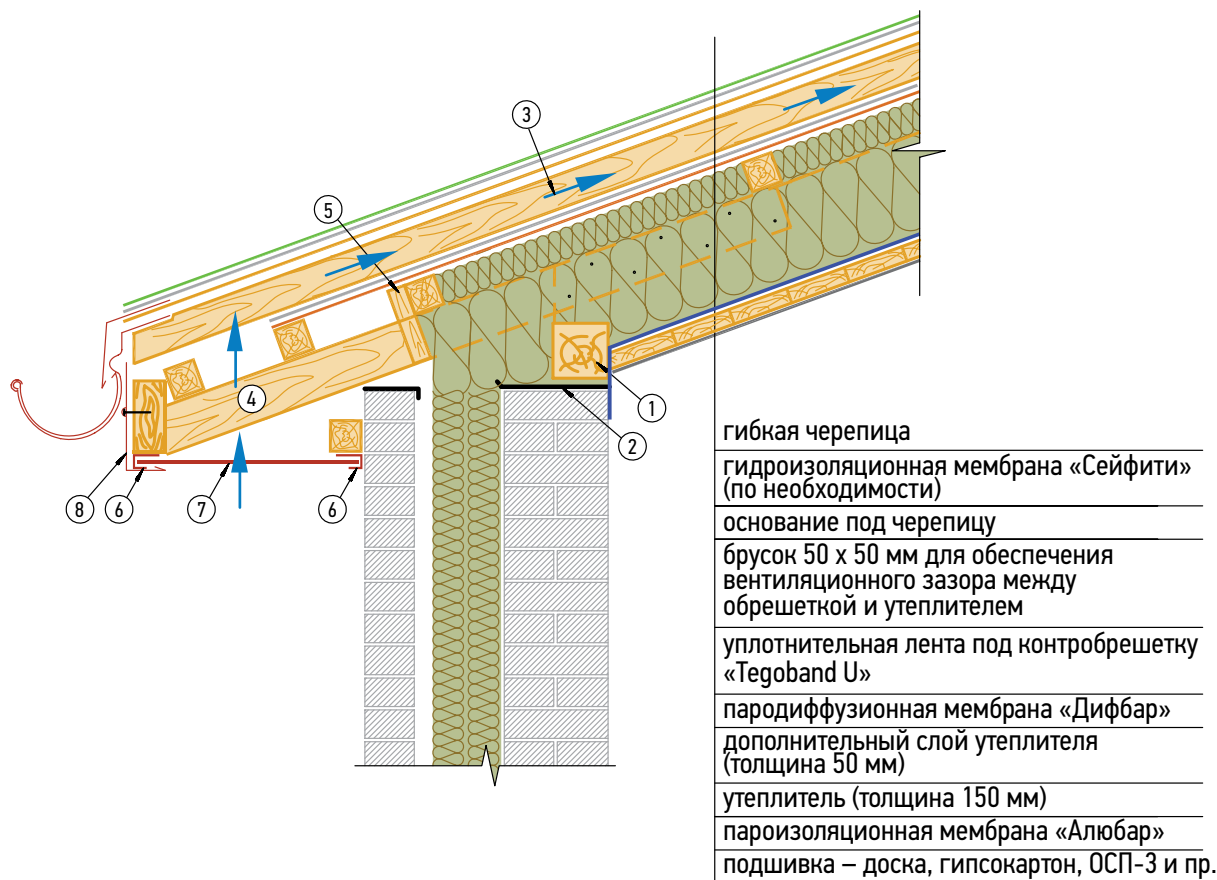 3
5
4
1
2
8
6
7
6
гибкая черепица
гидроизоляционная мембрана «Сейфити»
(по необходимости)
основание под черепицу
брусок 50 х 50 мм для обеспечения
вентиляционного зазора между
обрешеткой и утеплителем
уплотнительная лента под контробрешетку
«Tegoband U»
пародиффузионная мембрана «Дифбар»
дополнительный слой утеплителя
(толщина 50 мм)
утеплитель (толщина 150 мм)
пароизоляционная мембрана «Алюбар»
подшивка – доска, гипсокартон, ОСП-3 и пр.